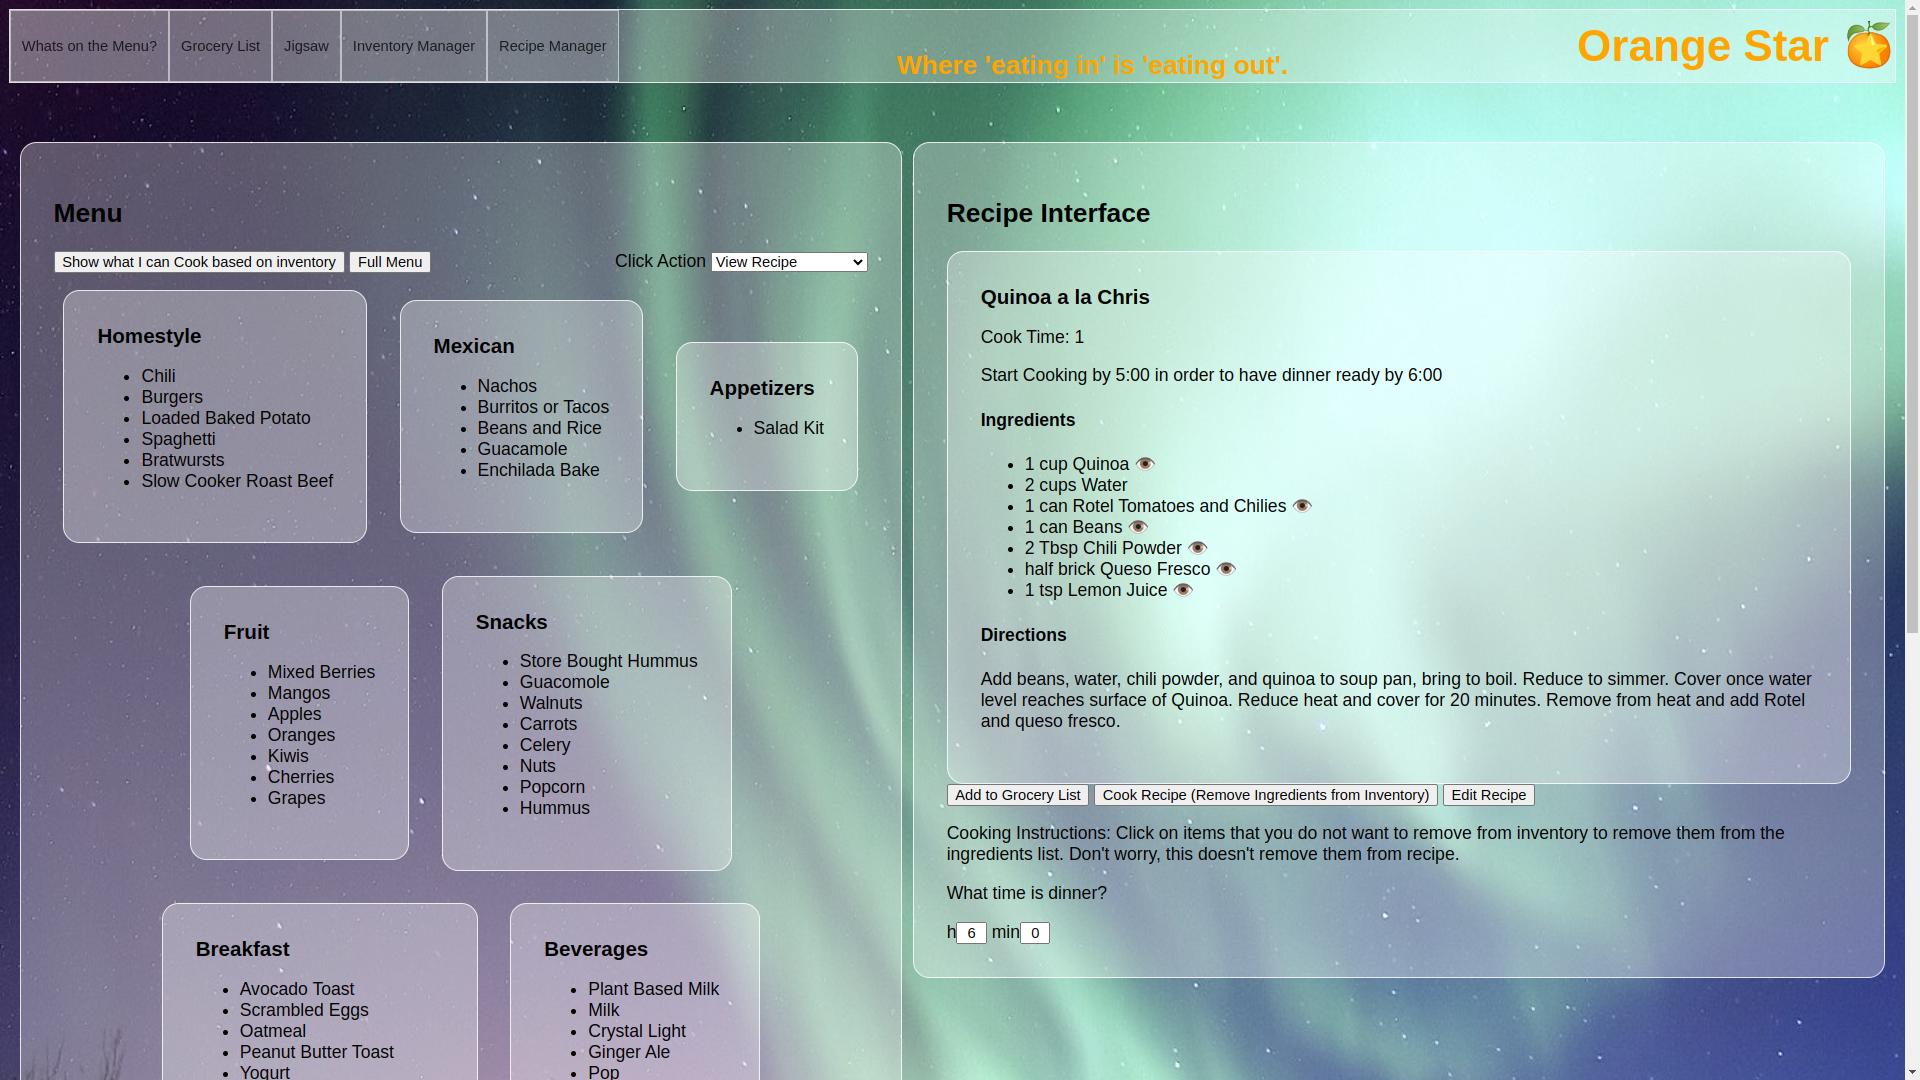 Whats on the Menu?
Grocery List
Jigsaw
Inventory Manager
Recipe Manager
Where 'eating in' is 'eating out'.
Orange Star
Menu
Show what I can Cook based on inventory
Full Menu
Click Action
View Recipe
Homestyle
Chili
Burgers
Loaded Baked Potato
Spaghetti
Bratwursts
Slow Cooker Roast Beef
Mexican
Nachos
Burritos or Tacos
Beans and Rice
Guacamole
Enchilada Bake
Appetizers
Salad Kit
Fruit
Mixed Berries
Mangos
Apples
Oranges
Kiwis
Cherries
Grapes
Snacks
Store Bought Hummus
Guacomole
Walnuts
Carrots
Celery
Nuts
Popcorn
Hummus
Breakfast
Avocado Toast
Scrambled Eggs
Oatmeal
Peanut Butter Toast
Yogurt
Beverages
Plant Based Milk
Milk
Crystal Light
Ginger Ale
Pop
Recipe Interface
Quinoa a la Chris
Cook Time: 1
Start Cooking by 5:00 in order to have dinner ready by 6:00
Ingredients
1 cup Quinoa
2 cups Water
1 can Rotel Tomatoes and Chilies
1 can Beans
2 Tbsp Chili Powder
half brick Queso Fresco
1 tsp Lemon Juice
Directions
Add beans, water, chili powder, and quinoa to soup pan, bring to boil. Reduce to simmer. Cover once water
level reaches surface of Quinoa. Reduce heat and cover for 20 minutes. Remove from heat and add Rotel
and queso fresco.
Add to Grocery List
Cook Recipe (Remove Ingredients from Inventory)
Edit Recipe
Cooking Instructions: Click on items that you do not want to remove from inventory to remove them from the
ingredients list. Don't worry, this doesn't remove them from recipe.
What time is dinner?
h 6 min 0